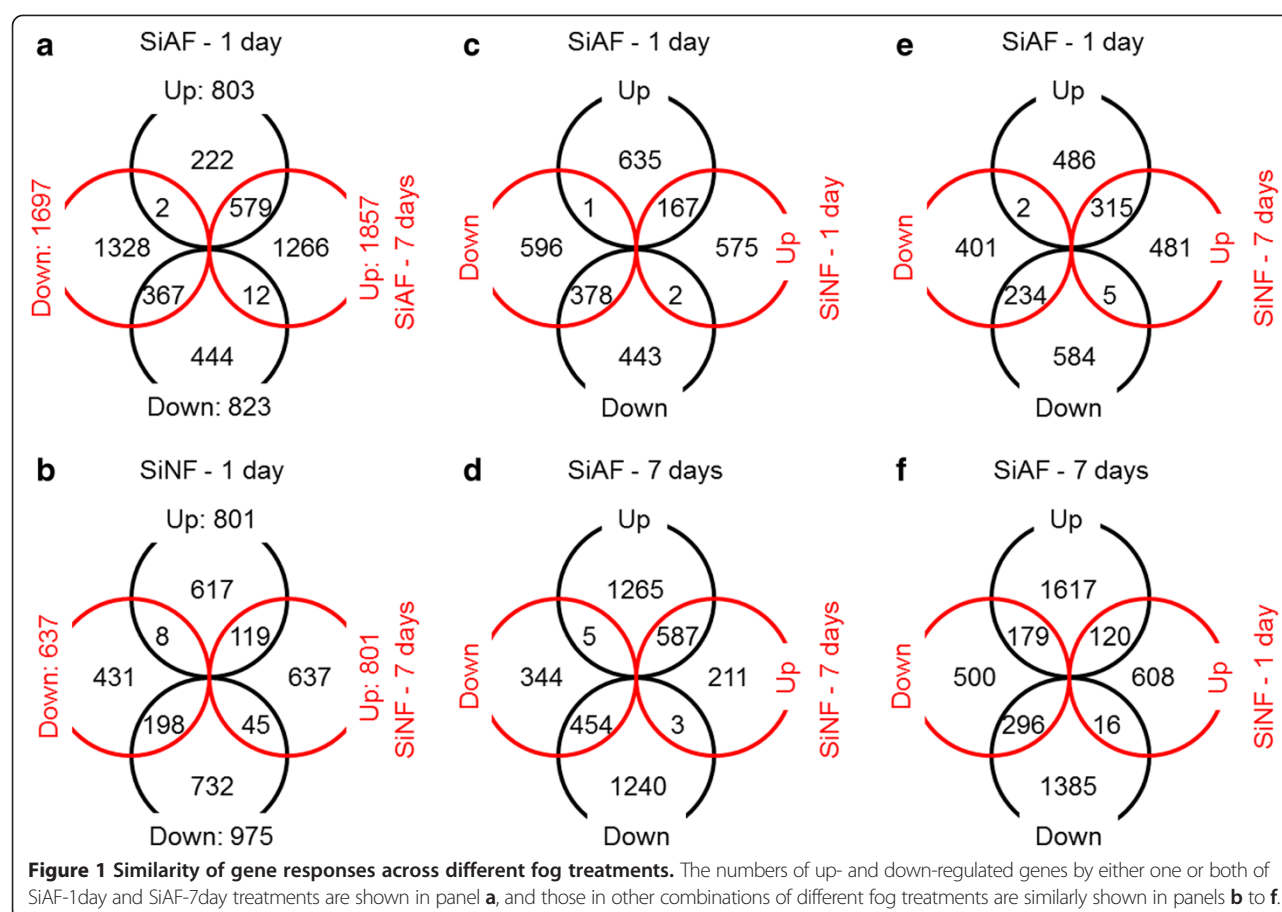 a
SiAF - 1 day
Up: 803
222
2
579
Down: 1697
1328
1266
Up: 1857
SiAF - 7 days
367
12
444
Down: 823
c
SiAF - 1 day
Up
635
1
167
Down
596
575
Up
SiNF - 1 day
378
2
443
Down
e
SiAF - 1 day
Up
486
2
315
Down
401
481
Up
SiNF - 7 days
234
5
584
Down
b
SiNF - 1 day
Up: 801
617
8
119
Down: 637
431
637
Up: 801
SiNF - 7 days
198
45
732
Down: 975
d
SiAF - 7 days
Up
1265
5
587
Down
344
211
Up
SiNF - 7 days
454
3
1240
Down
f
SiAF - 7 days
Up
1617
179
120
Down
500
608
Up
SiNF - 1 day
296
16
1385
Down
Figure 1 Similarity of gene responses across different fog treatments. The numbers of up- and down-regulated genes by either one or both of
SiAF-1day and SiAF-7day treatments are shown in panel a, and those in other combinations of different fog treatments are similarly shown in panels b to f.